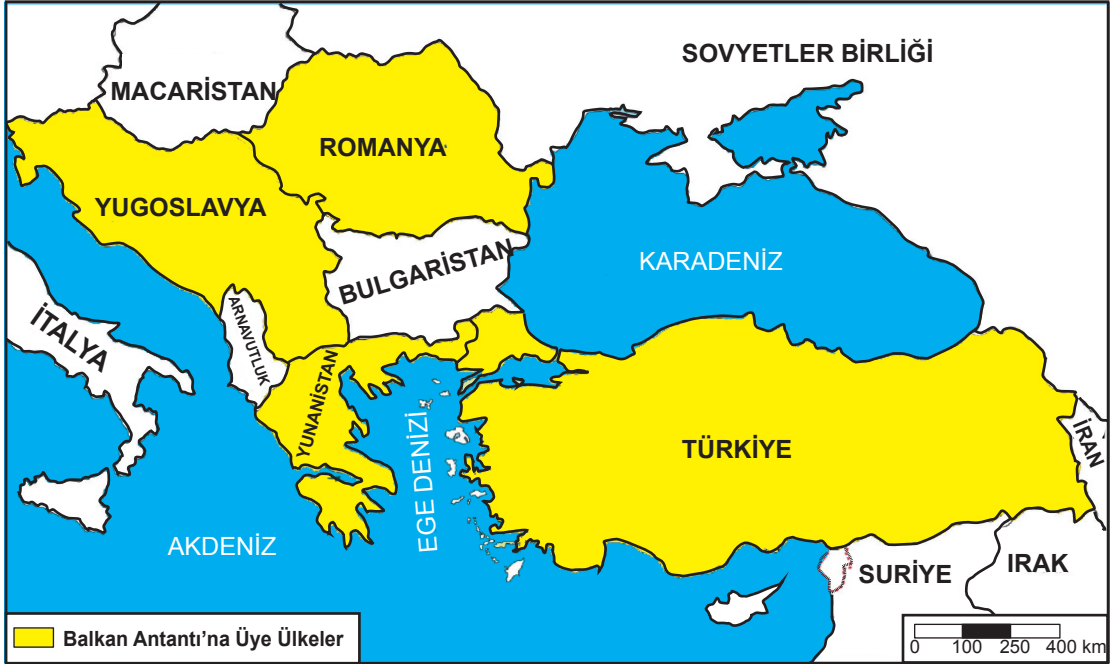 SOVYETLER BİRLİĞİ
MACARİSTAN
ROMANYA
YUGOSLAVYA
BULGARİSTAN
KARADENİZ
ARNAVUTLUK
İTALYA
YUNANİSTAN
EGE DENİZİ
TÜRKİYE
İRAN
AKDENİZ
SURİYE
IRAK
Balkan Antantı'na Üye Ülkeler
0 100 250 400 km